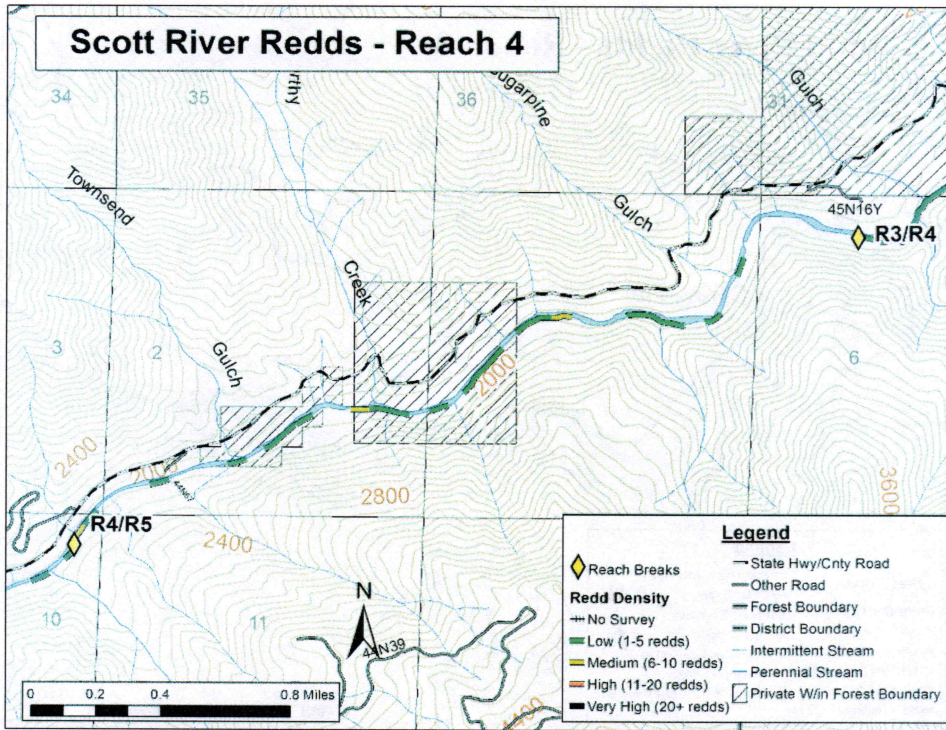 Scott River Redds - Reach 4
34
35
36
31
Gulch
Townsend
Gulch
45N16Y
R3/R4
Creek
3
2
Gulch
6
2000
2400
2000
2800
3600
R4/R5
2400
10
11
N
44N39
0 0.2 0.4 0.8 Miles
Legend
Reach Breaks
Redd Density
No Survey
Low (1-5 redds)
Medium (6-10 redds)
High (11-20 redds)
Very High (20+ redds)
State Hwy/Cnty Road
Other Road
Forest Boundary
District Boundary
Intermittent Stream
Perennial Stream
Private W/in Forest Boundary